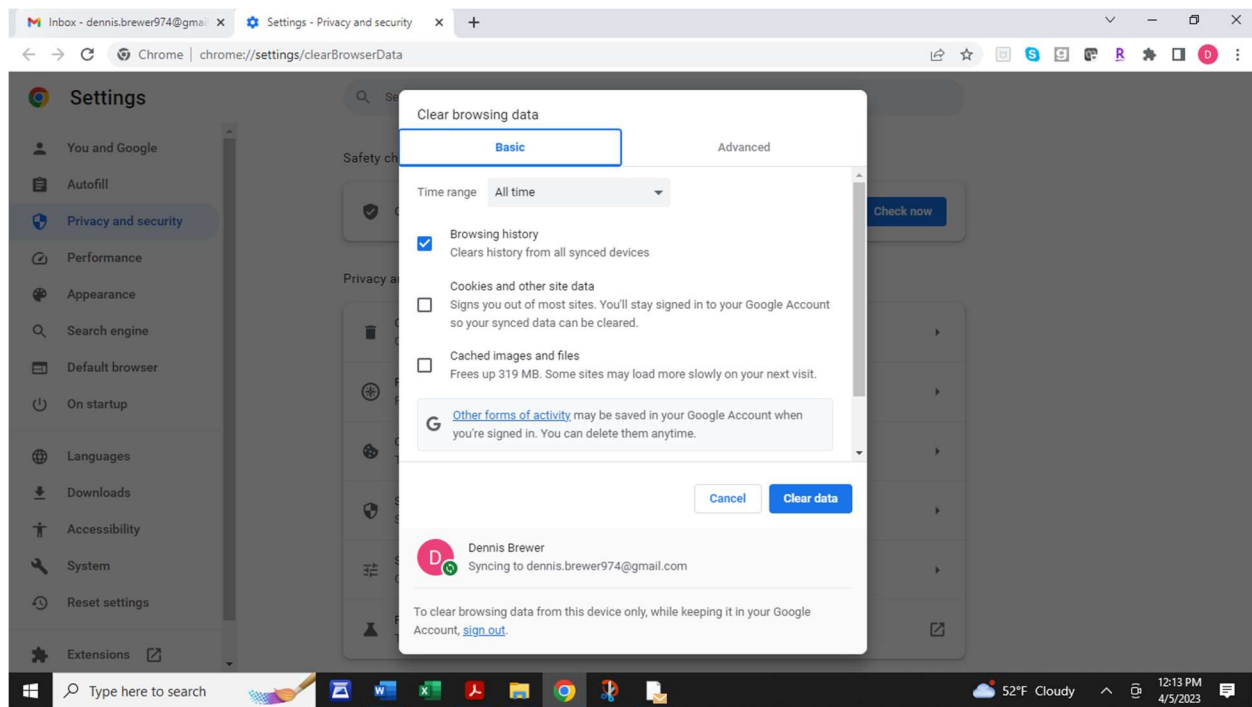 Inbox - dennis.brewer974@gmai
Settings - Privacy and security
Chrome | chrome://settings/clearBrowserData
R
D
Settings
Se
You and Google
Autofill
Privacy and security
Performance
Appearance
Search engine
Default browser
On startup
Languages
Downloads
Accessibility
System
Reset settings
Extensions
Safety ch
Check now
Privacy a
Clear browsing data
Basic
Advanced
Time range All time
Browsing history
Clears history from all synced devices
Cookies and other site data
Signs you out of most sites. You'll stay signed in to your Google Account
so your synced data can be cleared.
Cached images and files
Frees up 319 MB. Some sites may load more slowly on your next visit.
G
Other forms of activity may be saved in your Google Account when
you're signed in. You can delete them anytime.
Cancel
Clear data
D
Dennis Brewer
Syncing to dennis.brewer974@gmail.com
To clear browsing data from this device only, while keeping it in your Google
Account, sign out.
Type here to search
52°F Cloudy
12:13 PM
4/5/2023